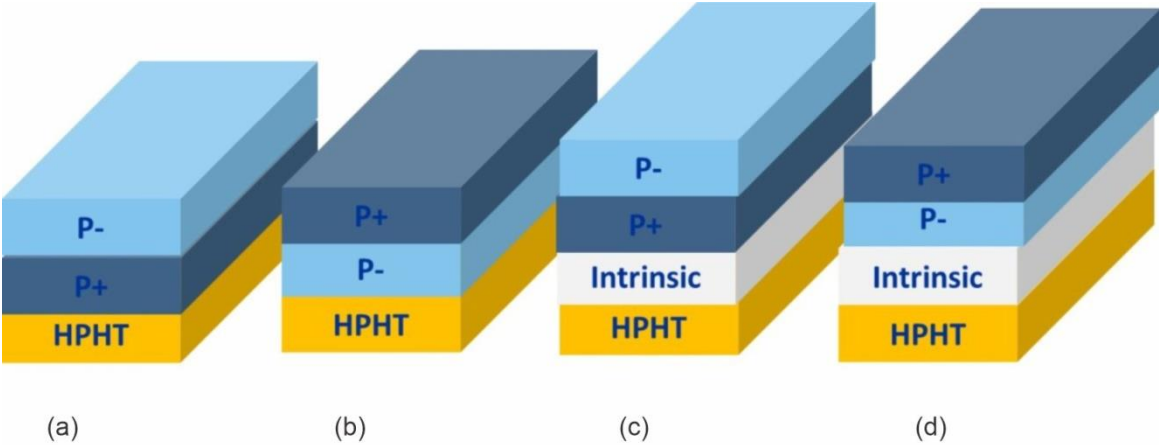 P-
P+
HPHT
(a)
P+
P-
HPHT
(b)
P-
P+
Intrinsic
HPHT
(c)
P+
P-
Intrinsic
HPHT
(d)